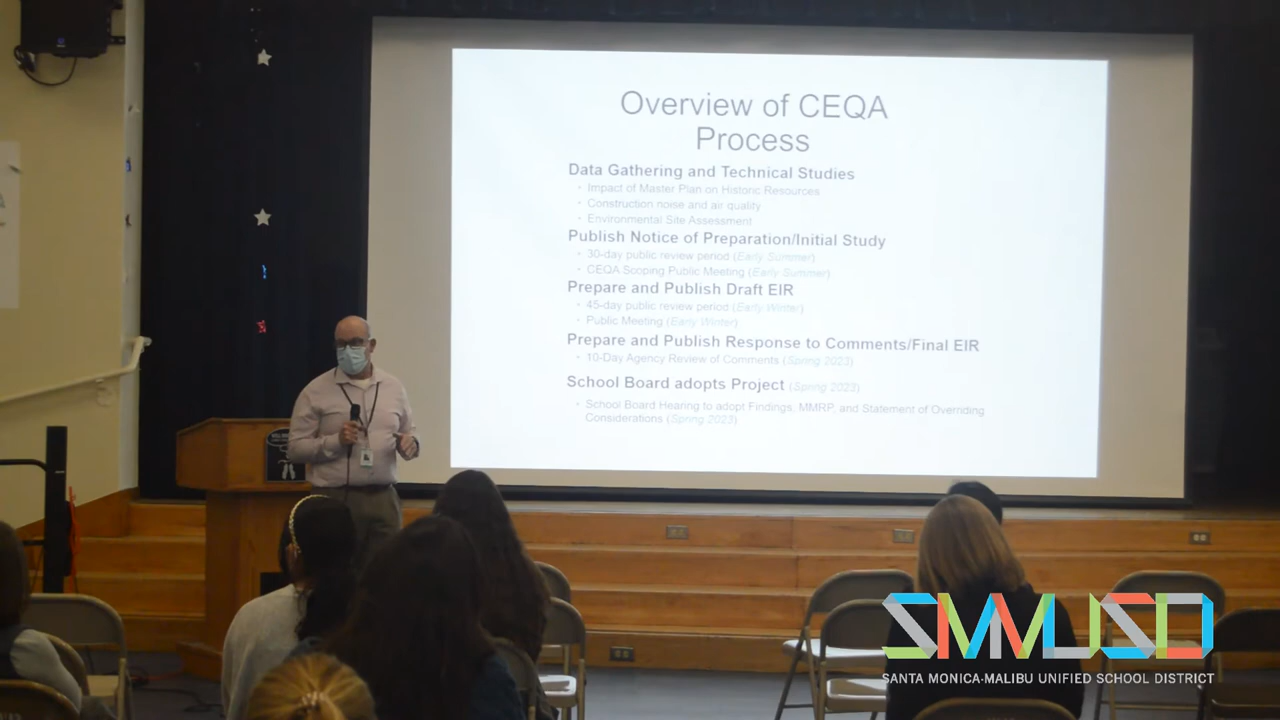 Overview of CEQA
Process
Data Gathering and Technical Studies
• Impact of Master Plan on Historic Resources
• Construction noise and air quality
• Environmental Site Assessment
Publish Notice of Preparation/Initial Study
• 30-day public review period (Early Summer)
• CEQA Scoping Public Meeting (Early Summer)
Prepare and Publish Draft EIR
• 45-day public review period (Early Winter)
• Public Meeting (Early Winter)
Prepare and Publish Response to Comments/Final EIR
• 10-Day Agency Review of Comments (Spring 2023)
School Board adopts Project (Spring 2023)
• School Board Hearing to adopt Findings, MMRP, and Statement of Overriding
Considerations (Spring 2023)
SMMUSD
SANTA MONICA-MALIBU UNIFIED SCHOOL DISTRICT